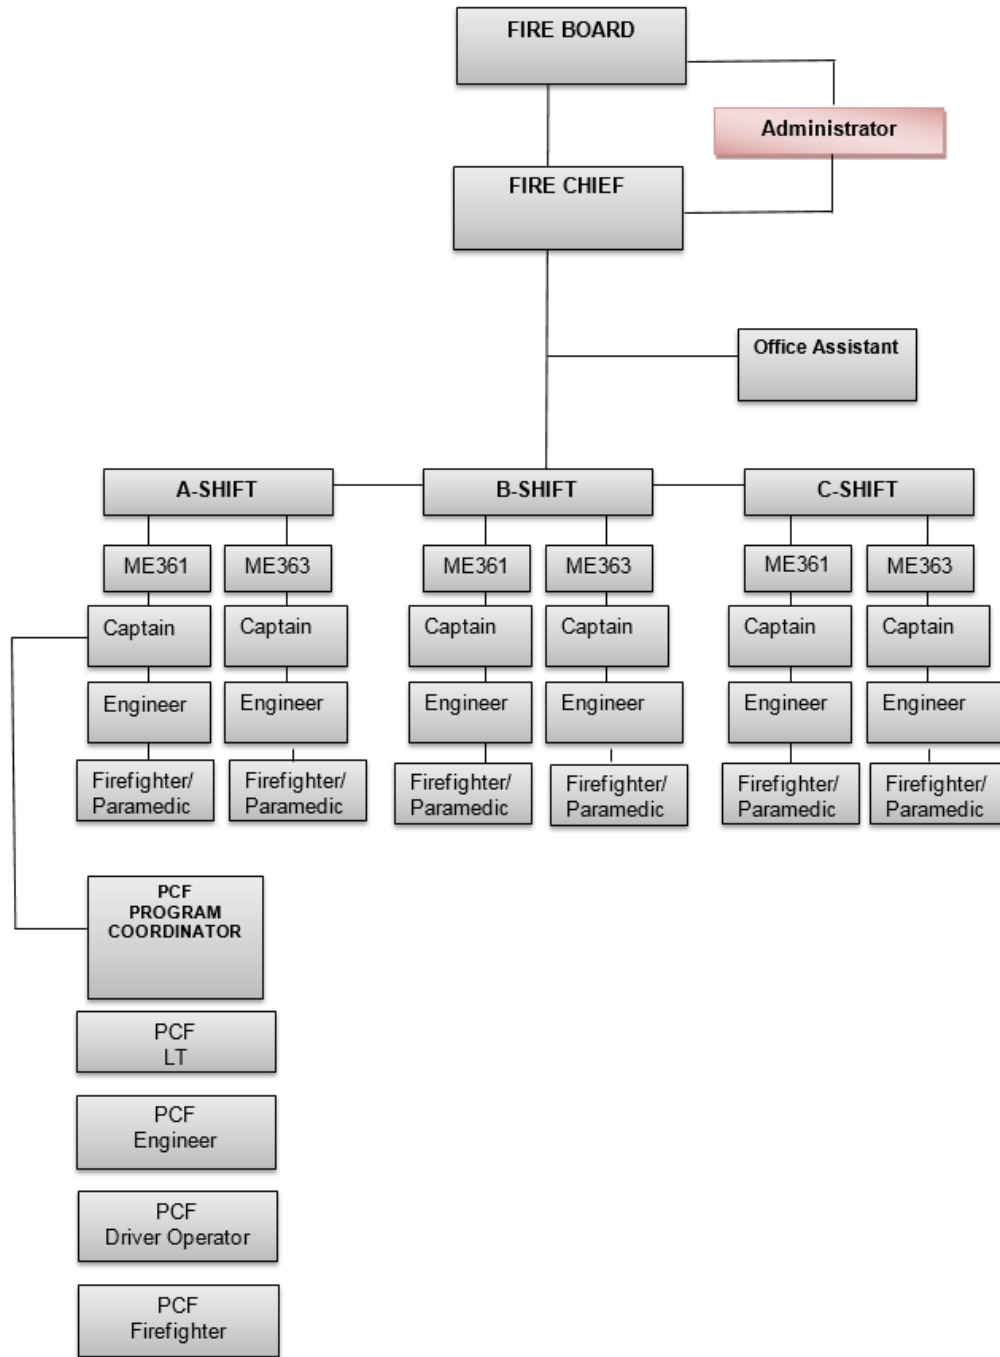 FIRE BOARD
Administrator
FIRE CHIEF
Office Assistant
A-SHIFT
B-SHIFT
C-SHIFT
ME361
ME363
ME361
ME363
ME361
ME363
Captain
Captain
Captain
Captain
Captain
Captain
Engineer
Engineer
Engineer
Engineer
Engineer
Engineer
Firefighter/
Paramedic
Firefighter/
Paramedic
Firefighter/
Paramedic
Firefighter/
Paramedic
Firefighter/
Paramedic
Firefighter/
Paramedic
PCF
PROGRAM
COORDINATOR
PCF
LT
PCF
Engineer
PCF
Driver Operator
PCF
Firefighter